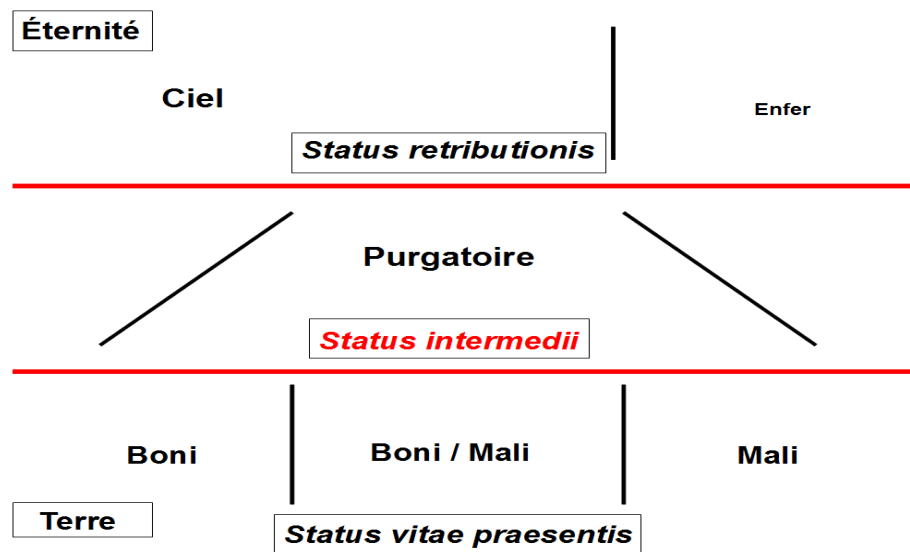 Éternité
Ciel
Enfer
Status retributionis
Purgatoire
Status intermedii
Boni
Boni / Mali
Mali
Terre
Status vitae praesentis